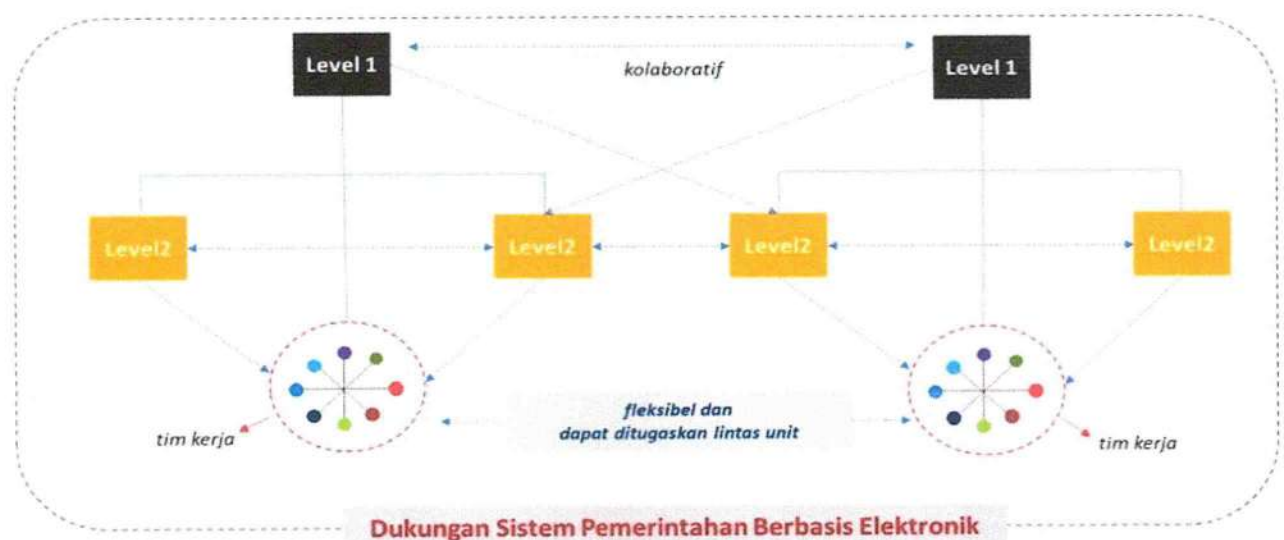 Level 1
Level 1
kolaboratif
Level2
Level2
Level2
Level2
fleksibel dan
dapat ditugaskan lintas unit
tim kerja
tim kerja
Dukungan Sistem Pemerintahan Berbasis Elektronik